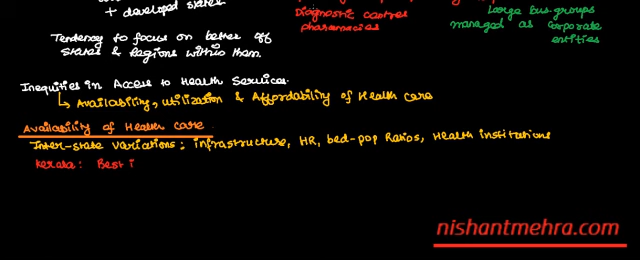 + developed states
Tendency to focus on better off
states & Regions within them.
Diagnostic centres
pharmacies
Large bus. groups
managed as corporate
entities
Inequities in Access to Health Services.
↳ Availability, utilization & Affordability of Health care
Availability of Health care
Inter-state variations: infrastructure, HR, bed-pop Ratios, Health institutions
Kerala: Best i
nishantmehra.com